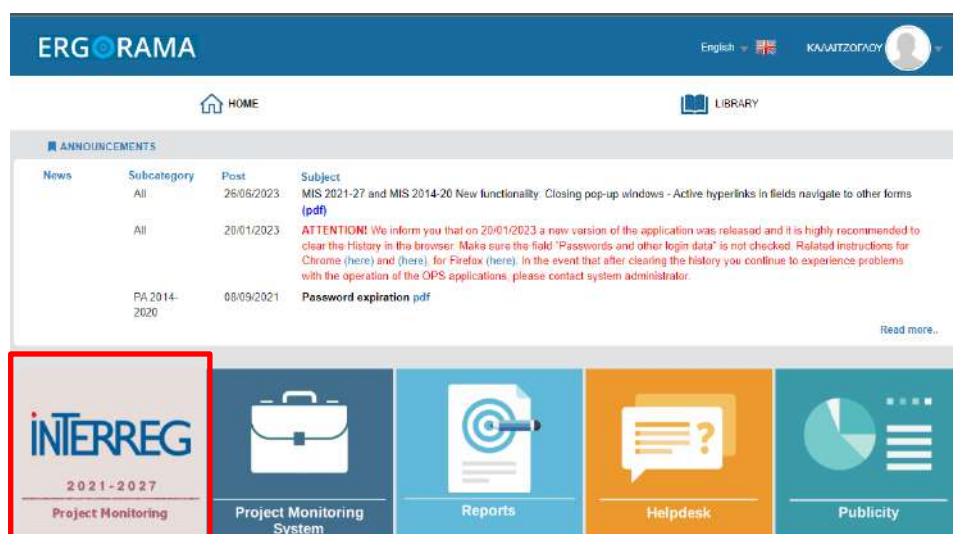 ERGORAMA
English
ΚΑΛΑΙΤΖΟΓΛΟΥ
HOME
LIBRARY
ANNOUNCEMENTS
News Subcategory Post Subject
All 26/06/2023 MIS 2021-27 and MIS 2014-20 New functionality: Closing pop-up windows - Active hyperlinks in fields navigate to other forms
(pdf)
All 20/01/2023 ATTENTION! We inform you that on 20/01/2023 a new version of the application was released and it is highly recommended to
clear the History in the browser. Make sure the field "Passwords and other login data" is not checked. Related instructions for
Chrome (here) and (here), for Firefox (here). In the event that after clearing the history you continue to experience problems
with the operation of the OPS applications, please contact system administrator.
PA 2014- 08/09/2021 Password expiration pdf
2020
Read more..
iNTERREG
2021-2027
Project Monitoring
Project Monitoring
System
Reports
Helpdesk
Publicity